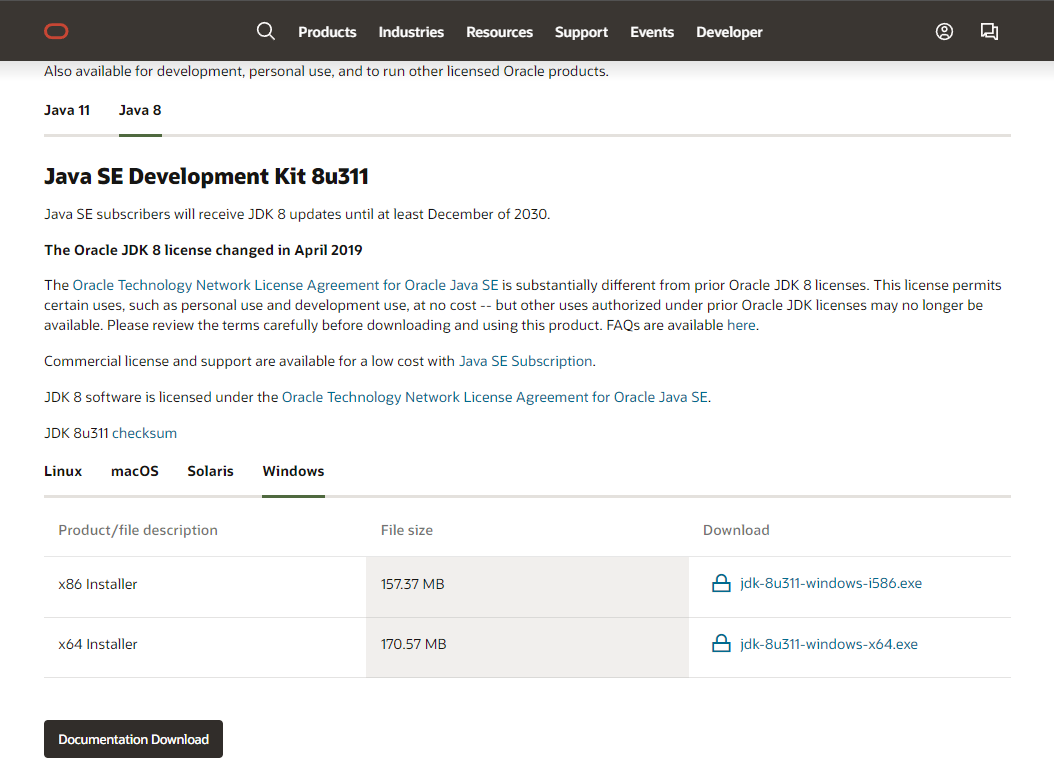 Products Industries Resources Support Events Developer
Also available for development, personal use, and to run other licensed Oracle products.
Java 11 Java 8
Java SE Development Kit 8u311
Java SE subscribers will receive JDK 8 updates until at least December of 2030.
The Oracle JDK 8 license changed in April 2019
The Oracle Technology Network License Agreement for Oracle Java SE is substantially different from prior Oracle JDK 8 licenses. This license permits
certain uses, such as personal use and development use, at no cost -- but other uses authorized under prior Oracle JDK licenses may no longer be
available. Please review the terms carefully before downloading and using this product. FAQs are available here.
Commercial license and support are available for a low cost with Java SE Subscription.
JDK 8 software is licensed under the Oracle Technology Network License Agreement for Oracle Java SE.
JDK 8u311 checksum
Linux macOS Solaris Windows
Product/file description File size Download
x86 Installer 157.37 MB jdk-8u311-windows-i586.exe
x64 Installer 170.57 MB jdk-8u311-windows-x64.exe
Documentation Download